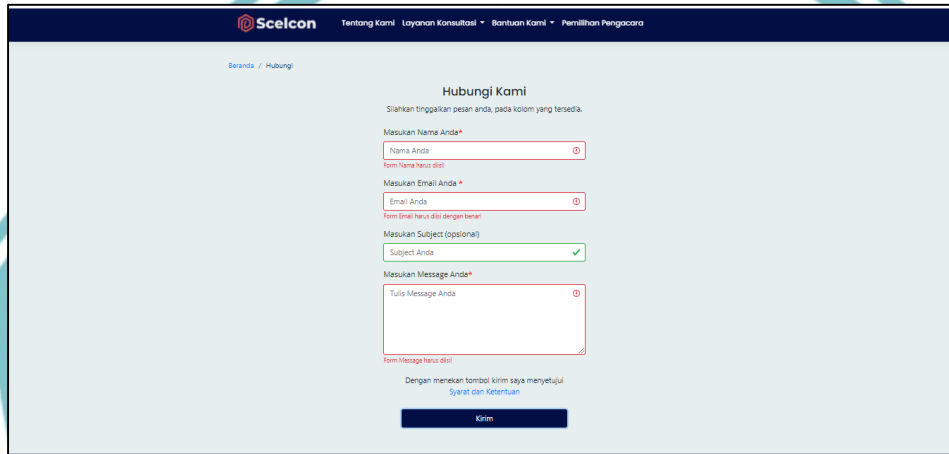 Scelcon Tentang Kami Layanan Konsultasi Bantuan Kami Pemilihan Pengacara
Beranda / Hubungi
Hubungi Kami
Silahkan tinggalkan pesan anda, pada kolom yang tersedia.
Masukan Nama Anda*
Nama Anda
Form Nama harus diisi!
Masukan Email Anda *
Email Anda
Form Email harus diisi dengan benar!
Masukan Subject (opsional)
Subject Anda
Masukan Message Anda*
Tulis Message Anda
Form Message harus diisi!
Dengan menekan tombol kirim saya menyetujui
Syarat dan Ketentuan
Kirim